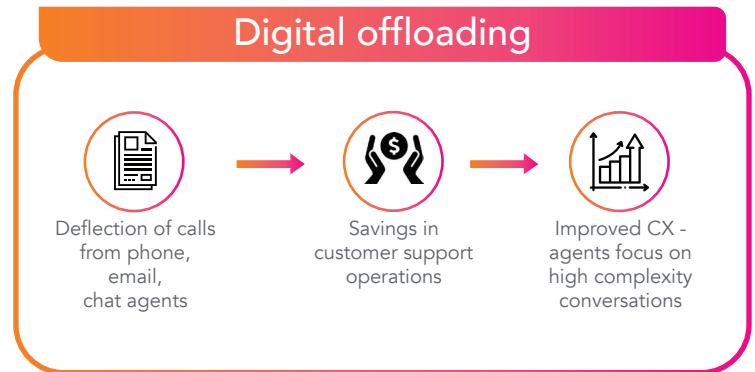 Digital offloading
$
Deflection of calls
from phone,
email,
chat agents
Savings in
customer support
operations
Improved CX -
agents focus on
high complexity
conversations